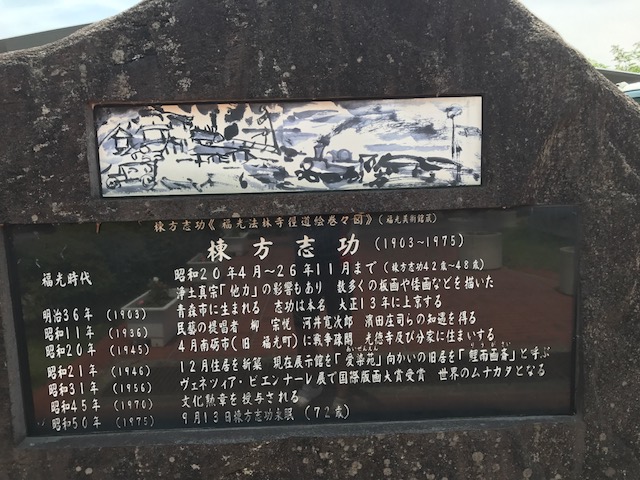 棟方志功《福光法林寺径道絵巻々図》(福光美術館蔵)
棟方志功 (1903~1975)
福光時代 昭和20年4月~26年11月まで(棟方志功42歳~48歳)
浄土真宗「他力」の影響もあり 数多くの板画や倭画などを描いた
明治36年(1903) 青森市に生まれる 志功は本名 大正13年に上京する
昭和11年(1936) 民藝の提唱者 柳 宗悦 河井寛次郎 濱田庄司らの知遇を得る
昭和20年(1945) 4月南砺市(旧 福光町)に戦争疎開 光徳寺及び分家に住まいする
昭和21年(1946) 12月住居を新築 現在展示館を「愛染苑」向かいの旧居を「鯉雨画斎」と呼ぶ
あいぜんえん
りうがさい
昭和31年(1956) ヴェネツィア・ビエンナーレ展で国際版画大賞受賞 世界のムナカタとなる
昭和45年(1970) 文化勲章を授与される
昭和50年(1975) 9月13日棟方志功永眠(72歳)